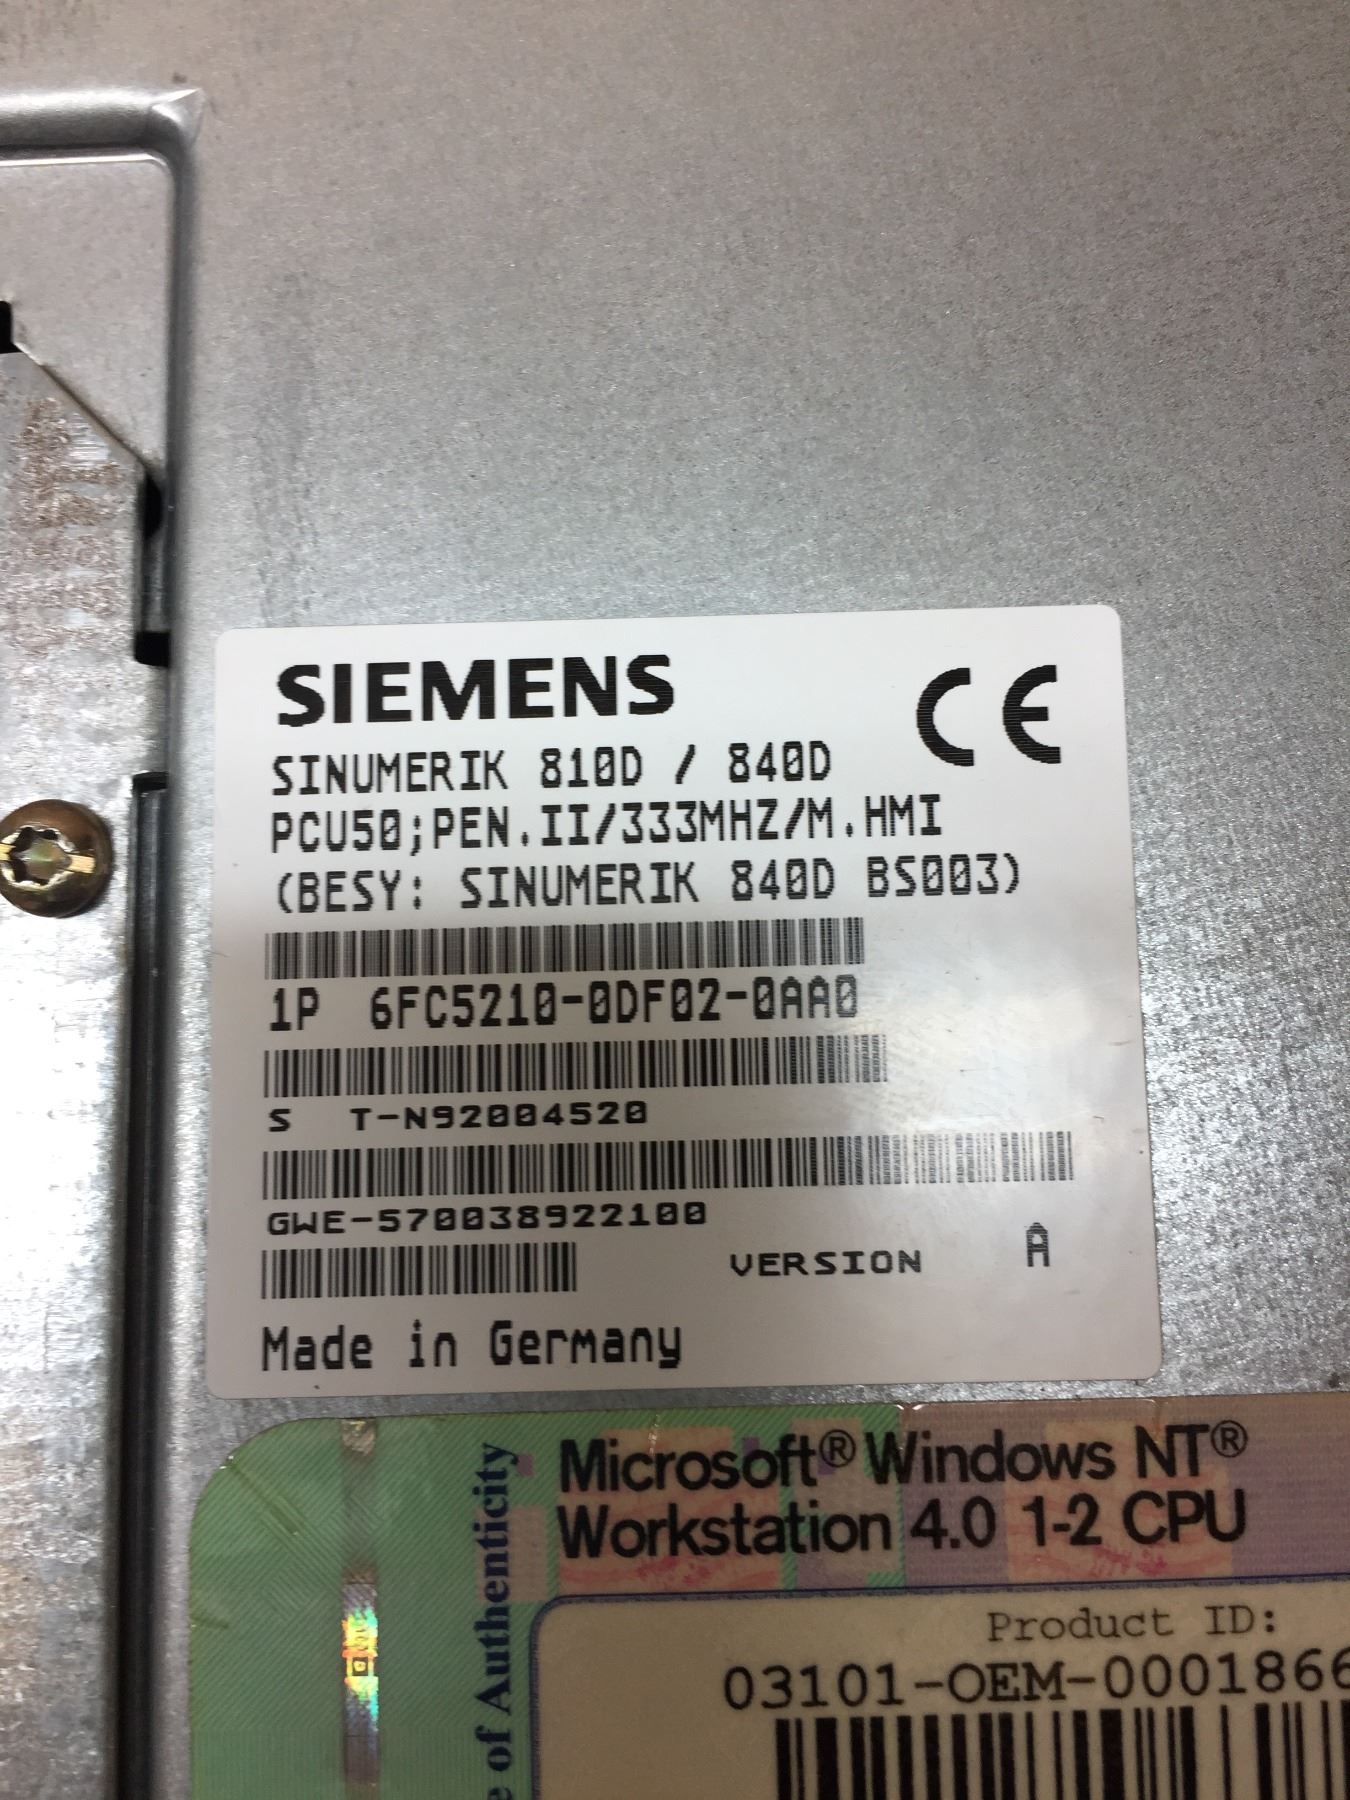 SIEMENS
CE
SINUMERIK 810D / 840D
PCU50;PEN.II/333MHZ/M.HMI
(BESY: SINUMERIK 840D BS003)
1P 6FC5210-0DF02-0AA0
S T-N92004520
GWE-570038922100
VERSION A
Made in Germany
Microsoft® Windows NT®
Workstation 4.0 1-2 CPU
of Authenticity
Product ID:
03101-OEM-0001866